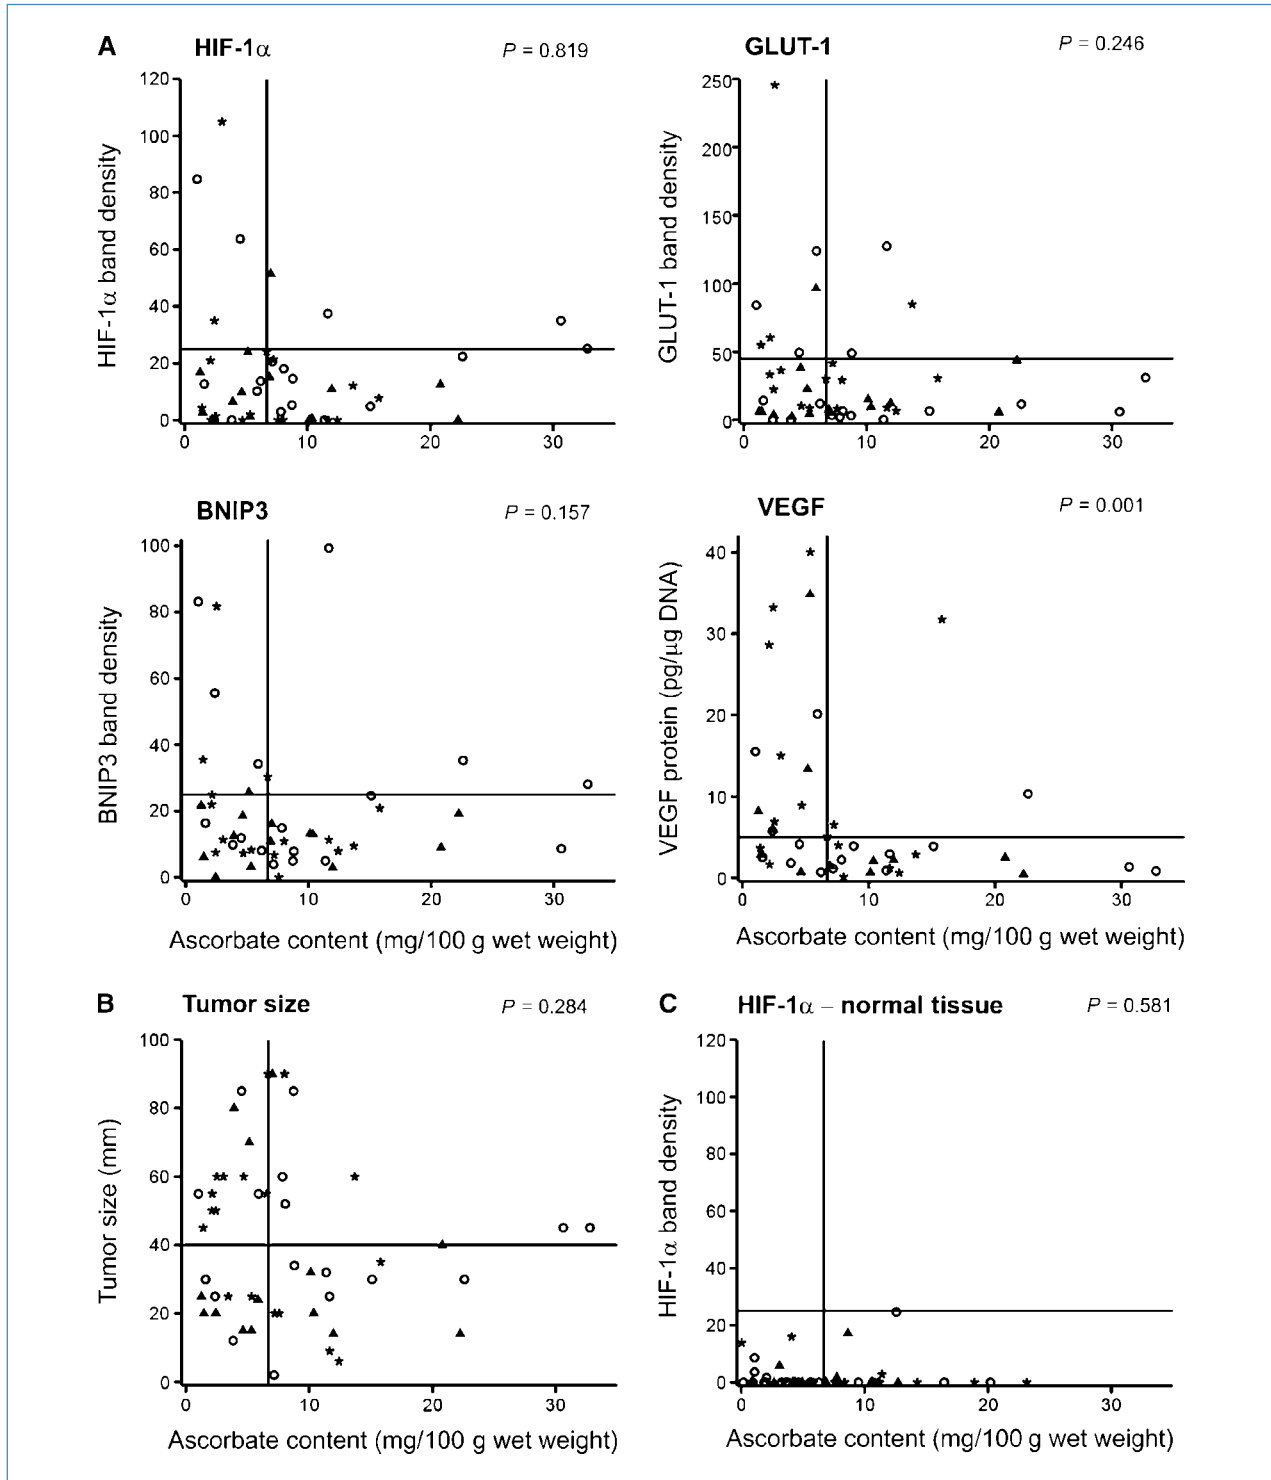 A HIF-1α P = 0.819
HIF-1α band density
120
100
80
60
40
20
0
0 10 20 30
GLUT-1 P = 0.246
GLUT-1 band density
250
200
150
100
50
0
0 10 20 30
BNIP3 P = 0.157
BNIP3 band density
100
80
60
40
20
0
0 10 20 30
Ascorbate content (mg/100 g wet weight)
VEGF P = 0.001
VEGF protein (pg/μg DNA)
40
30
20
10
0
0 10 20 30
Ascorbate content (mg/100 g wet weight)
B Tumor size P = 0.284
Tumor size (mm)
100
80
60
40
20
0
0 10 20 30
Ascorbate content (mg/100 g wet weight)
C HIF-1α – normal tissue P = 0.581
HIF-1α band density
120
100
80
60
40
20
0
0 10 20 30
Ascorbate content (mg/100 g wet weight)